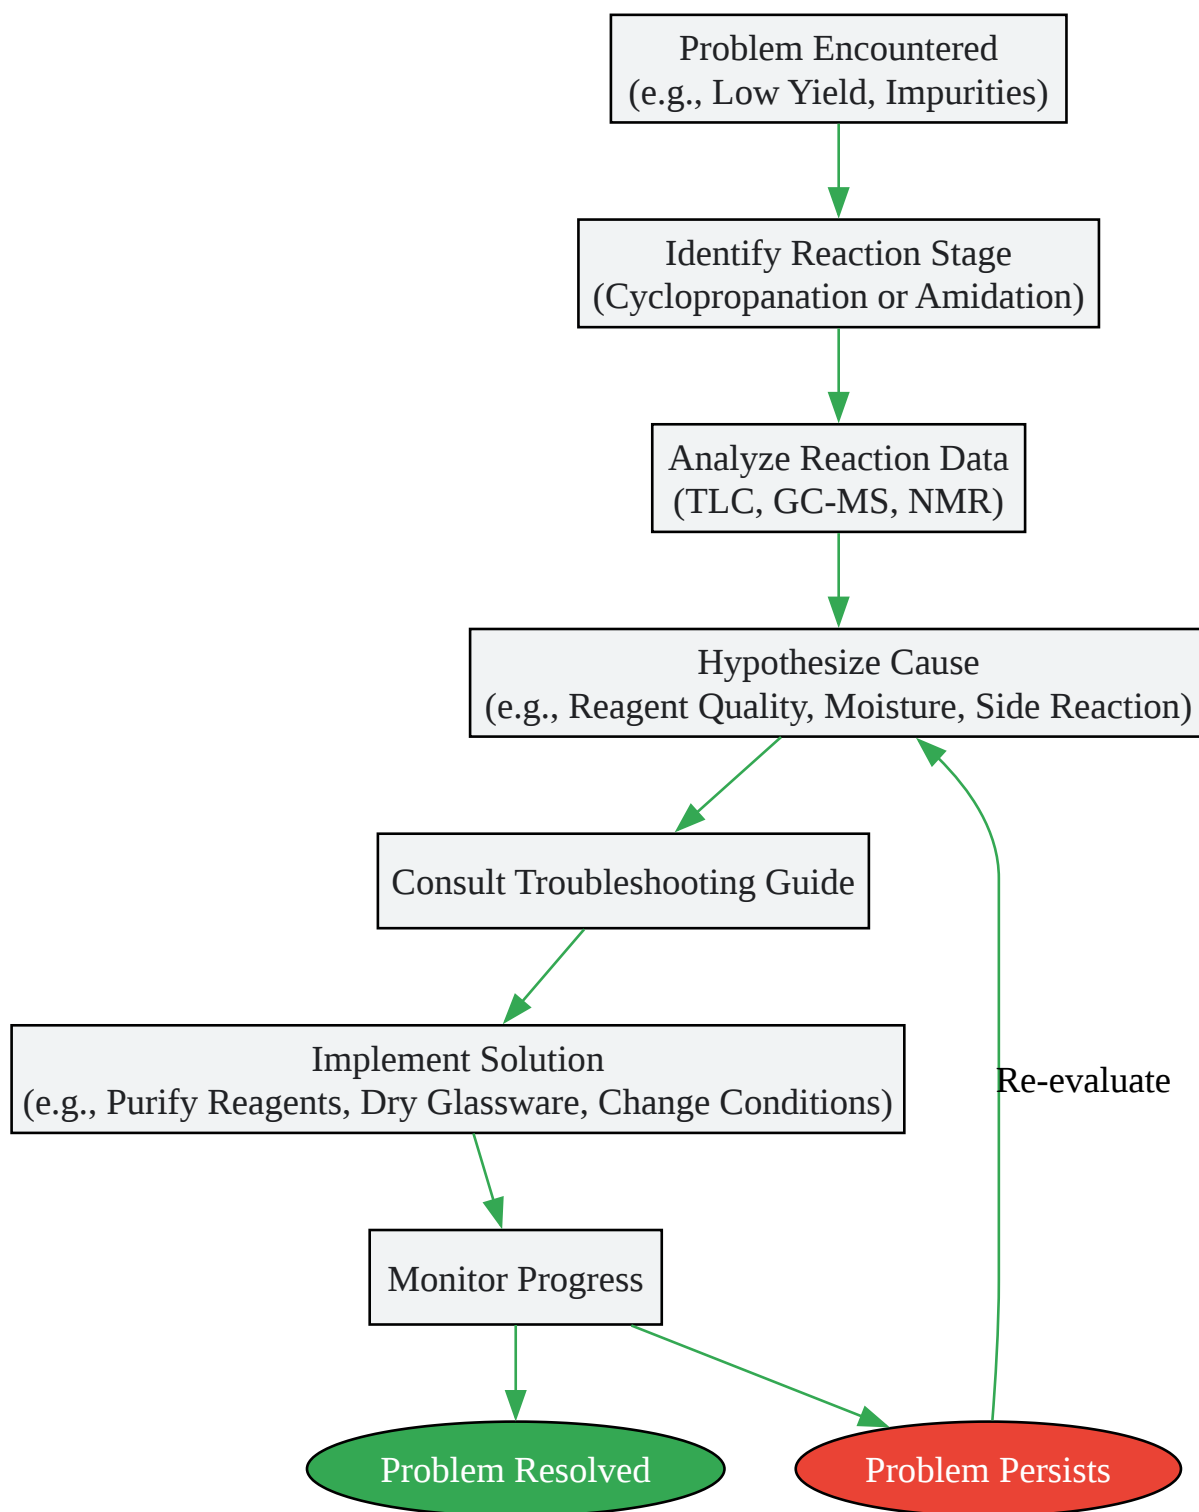 Problem Encountered
(e.g., Low Yield, Impurities)
Identify Reaction Stage
(Cyclopropanation or Amidation)
Analyze Reaction Data
(TLC, GC-MS, NMR)
Hypothesize Cause
(e.g., Reagent Quality, Moisture, Side Reaction)
Consult Troubleshooting Guide
Implement Solution
(e.g., Purify Reagents, Dry Glassware, Change Conditions)
Re-evaluate
Monitor Progress
Problem Resolved
Problem Persists